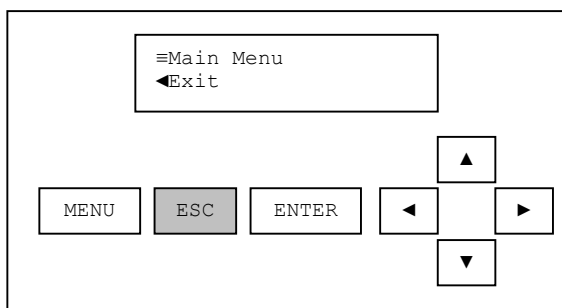 ≡Main Menu
◄Exit
▲
MENU ESC ENTER ◄ ►
▼